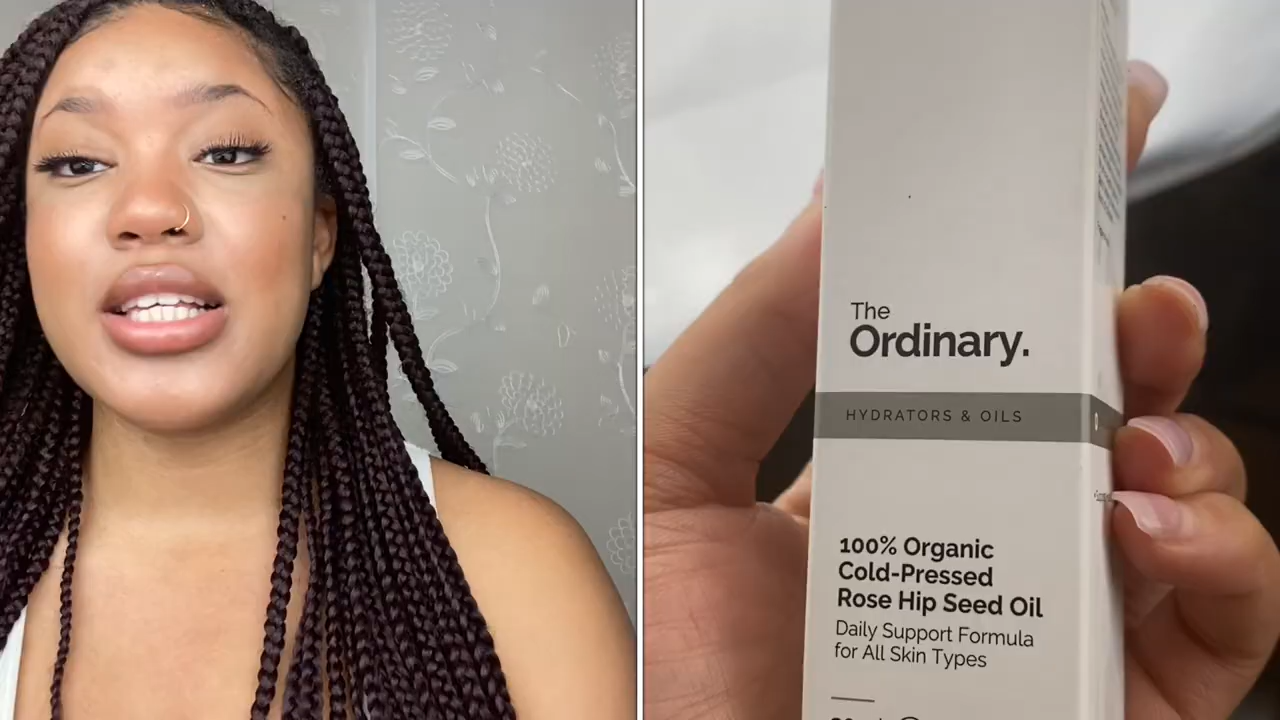 The
Ordinary.
HYDRATORS & OILS
100% Organic
Cold-Pressed
Rose Hip Seed Oil
Daily Support Formula
for All Skin Types